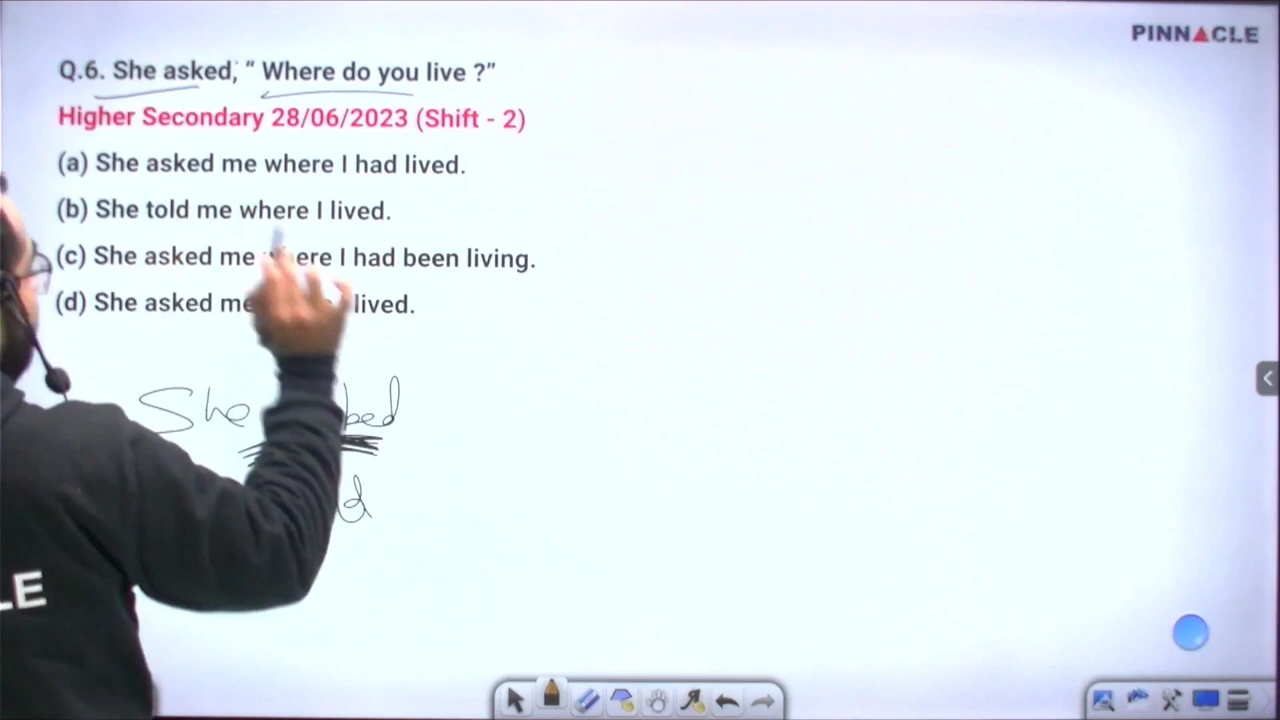 PINNACLE
Q.6. She asked, “ Where do you live ?”
Higher Secondary 28/06/2023 (Shift - 2)
(a) She asked me where I had lived.
(b) She told me where I lived.
(c) She asked me where I had been living.
(d) She asked me lived.
She
LE